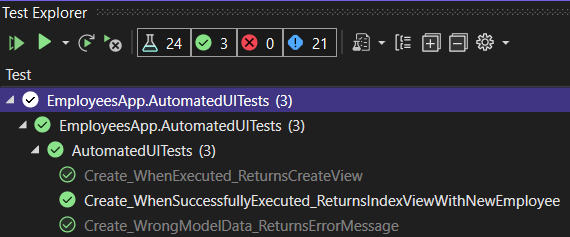 Test Explorer
24 3 0 21
Test
EmployeesApp.AutomatedUITests (3)
EmployeesApp.AutomatedUITests (3)
AutomatedUITests (3)
Create_WhenExecuted_ReturnsCreateView
Create_WhenSuccessfullyExecuted_ReturnsIndexViewWithNewEmployee
Create_WrongModelData_ReturnsErrorMessage